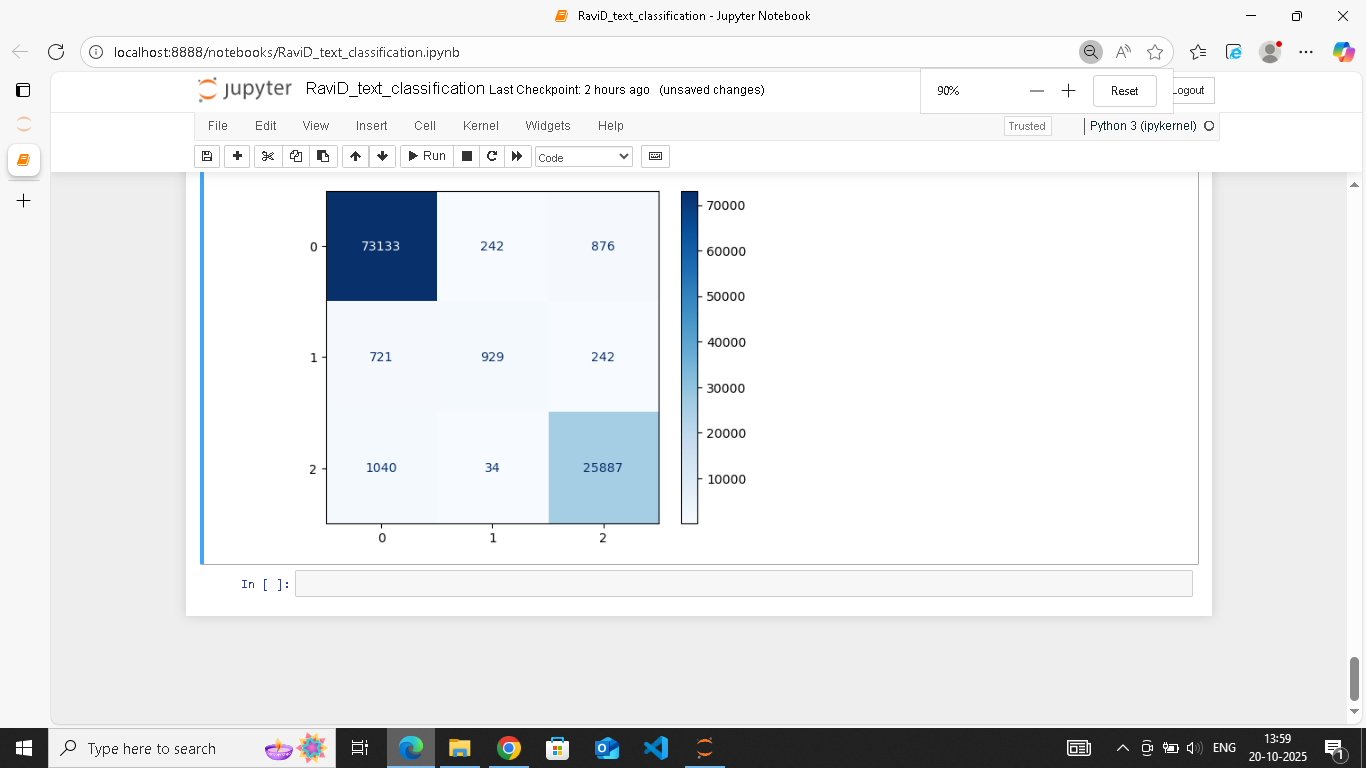 RaviD_text_classification - Jupyter Notebook
localhost:8888/notebooks/RaviD_text_classification.ipynb
jupyter RaviD_text_classification Last Checkpoint: 2 hours ago (unsaved changes)
90% Reset Logout
File Edit View Insert Cell Kernel Widgets Help Trusted Python 3 (ipykernel)
Run Code
0 73133 242 876
1 721 929 242
2 1040 34 25887
0 1 2
70000
60000
50000
40000
30000
20000
10000
In [ ]:
Type here to search
ENG 13:59
20-10-2025 1